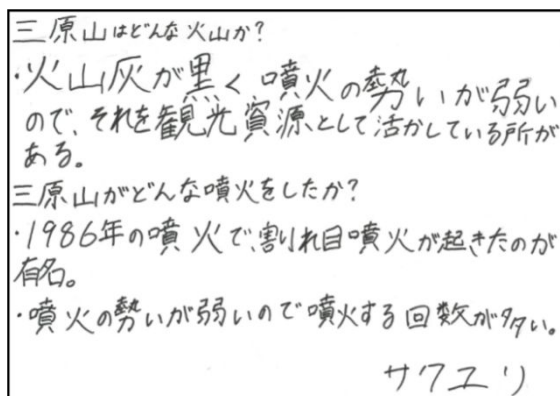 三原山はどんな火山か?
・火山灰が黒く噴火の勢いが弱い
ので、それを観光資源として活かしている所が
ある。
三原山がどんな噴火をしたか?
・1986年の噴火で、割れ目噴火が起きたのが
有名。
・噴火の勢いが弱いので噴火する回数が多い。
サクユリ